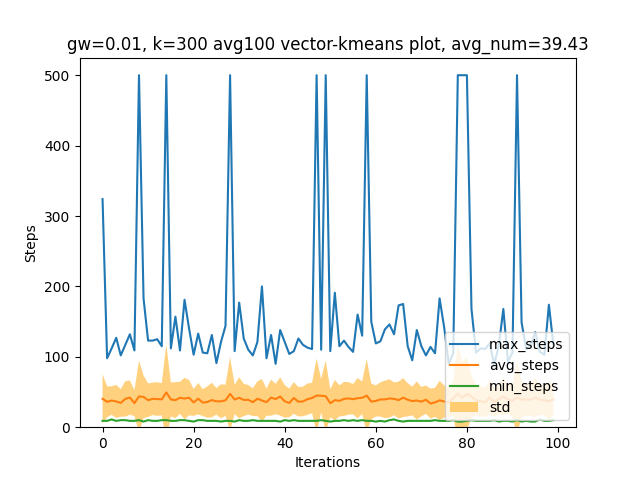 gw=0.01, k=300 avg100 vector-kmeans plot, avg_num=39.43
500
400
300
200
100
0
Steps
max_steps
avg_steps
min_steps
std
0 20 40 60 80 100
Iterations